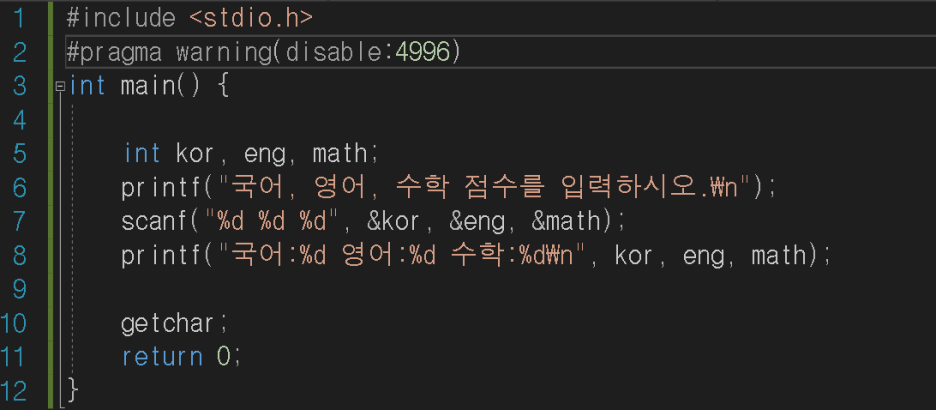 1 #include <stdio.h>
2 #pragma warning(disable:4996)
3 int main() {
4
5 int kor, eng, math;
6 printf("국어, 영어, 수학 점수를 입력하시오.₩n");
7 scanf("%d %d %d", &kor, &eng, &math);
8 printf("국어:%d 영어:%d 수학:%d₩n", kor, eng, math);
9
10 getchar;
11 return 0;
12 }